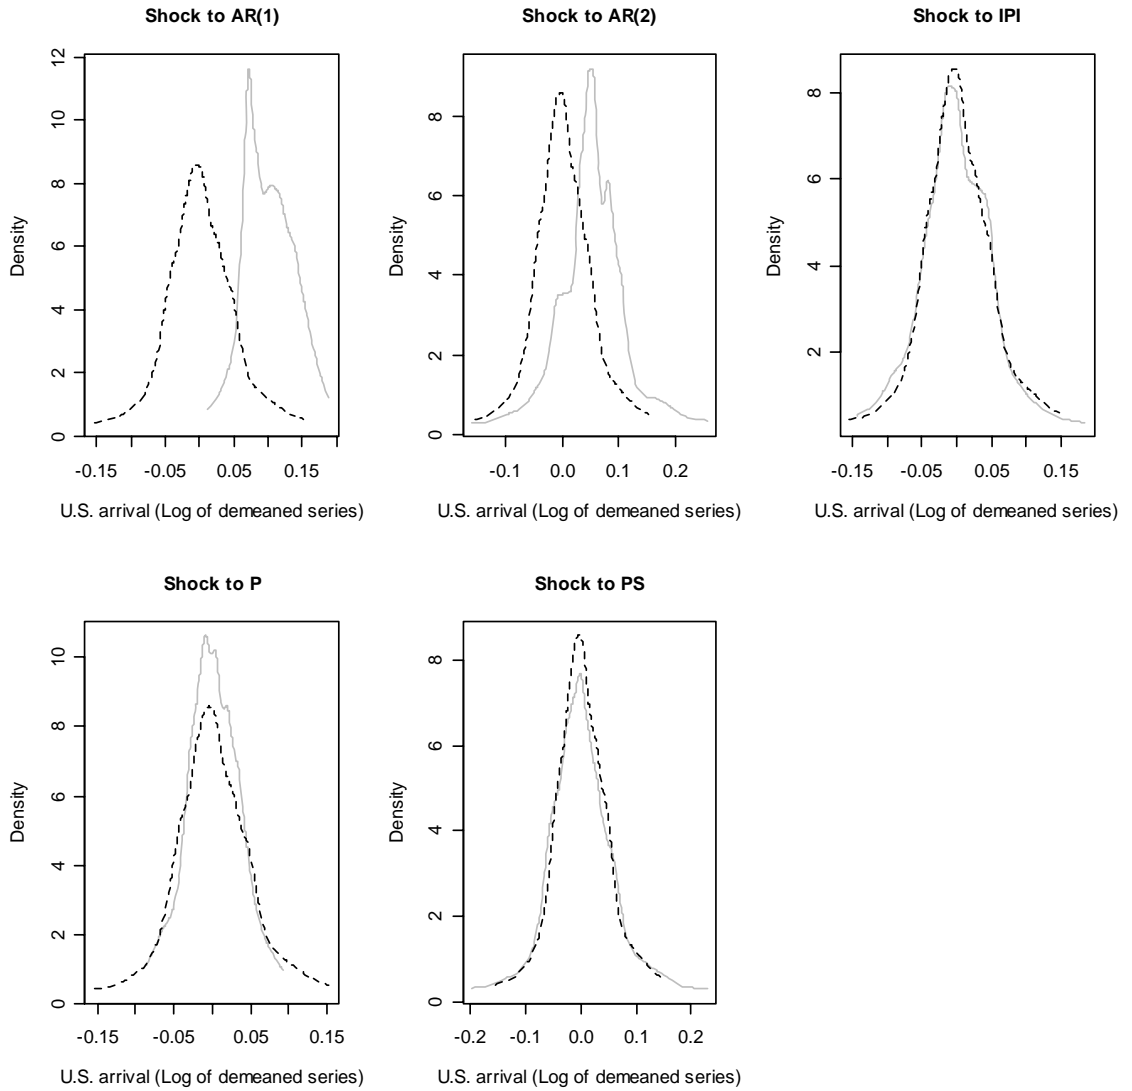 Shock to AR(1)
Shock to AR(2)
Shock to IPI
Density
0 2 4 6 8 10 12
-0.15 -0.05 0.05 0.15
U.S. arrival (Log of demeaned series)
Density
0 2 4 6 8
-0.1 0.0 0.1 0.2
U.S. arrival (Log of demeaned series)
Density
2 4 6 8
-0.15 -0.05 0.05 0.15
U.S. arrival (Log of demeaned series)
Shock to P
Shock to PS
Density
0 2 4 6 8 10
-0.15 -0.05 0.05 0.15
U.S. arrival (Log of demeaned series)
Density
0 2 4 6 8
-0.2 -0.1 0.0 0.1 0.2
U.S. arrival (Log of demeaned series)